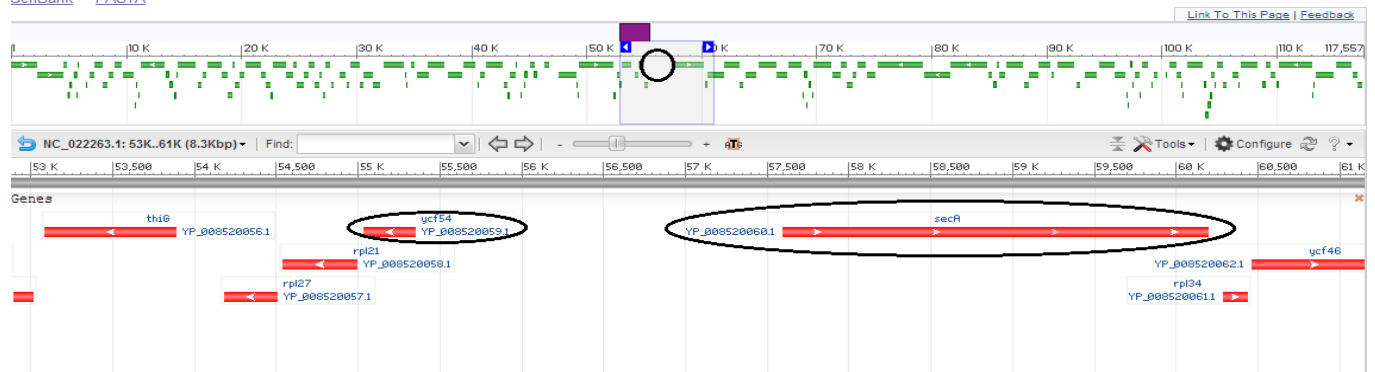 GenBank FASTA
Link To This Page | Feedback
1 10 K 20 K 30 K 40 K 50 K K 70 K 80 K 90 K 100 K 110 K 117,557
NC_022263.1: 53K..61K (8.3Kbp) Find: - + ATG Tools Configure ?
53 K 53,500 54 K 54,500 55 K 55,500 56 K 56,500 57 K 57,500 58 K 58,500 59 K 59,500 60 K 60,500 61 K
Genes
thiG ycf54 secA
YP_008520056.1 YP_008520059.1 YP_008520060.1
rpl21 ycf46
YP_008520058.1 YP_008520062.1
rpl27 rpl34
YP_008520057.1 YP_008520061.1